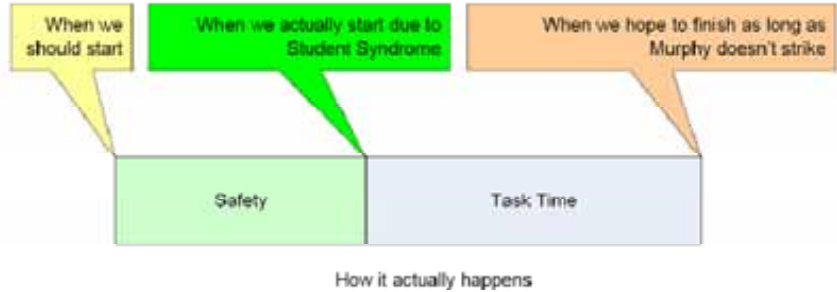 When we
should start
When we actually start due to
Student Syndrome
When we hope to finish as long as
Murphy doesn't strike
Safety
Task Time
How it actually happens